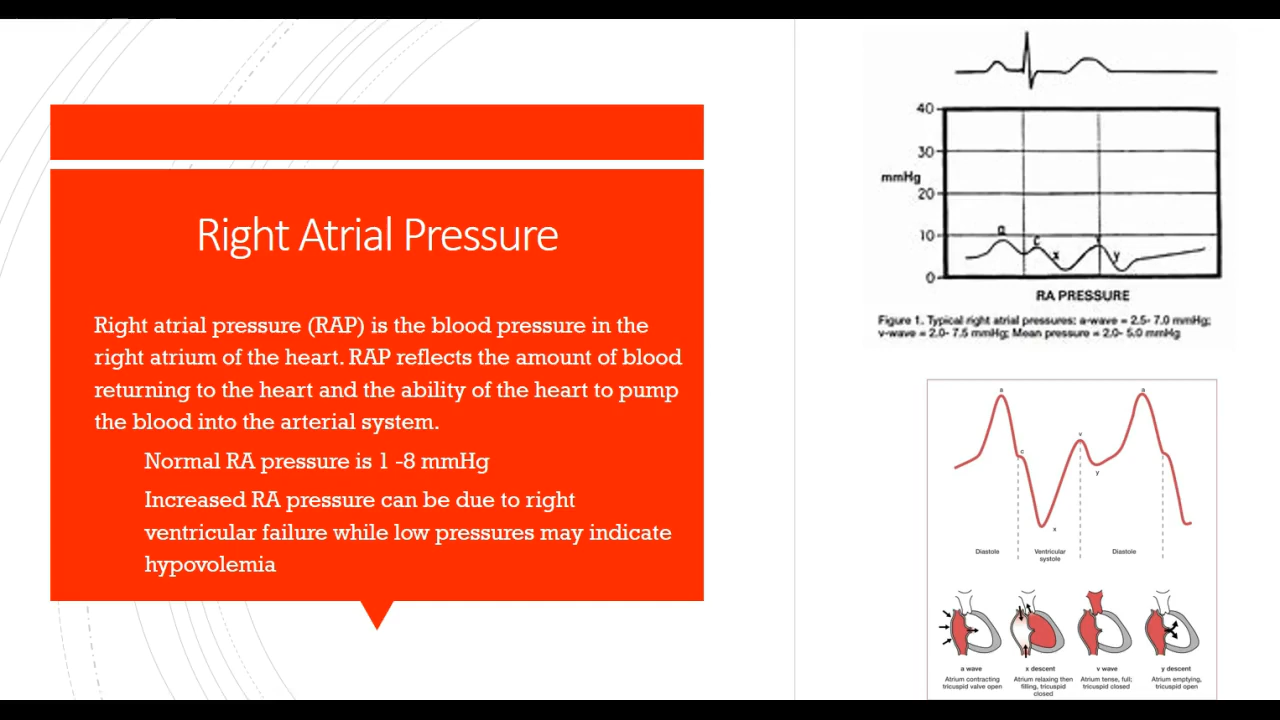 Right Atrial Pressure
Right atrial pressure (RAP) is the blood pressure in the
right atrium of the heart. RAP reflects the amount of blood
returning to the heart and the ability of the heart to pump
the blood into the arterial system.
Normal RA pressure is 1 -8 mmHg
Increased RA pressure can be due to right
ventricular failure while low pressures may indicate
hypovolemia
40
30
mmHg
20
10
0
a
c
x
v
y
RA PRESSURE
Figure 1. Typical right atrial pressures: a-wave = 2.5- 7.0 mmHg;
v-wave = 2.0- 7.5 mmHg; Mean pressure = 2.0- 5.0 mmHg
a
c
x
v
y
a
Diastole
Ventricular
systole
Diastole
a wave
Atrium contracting
tricuspid valve open
x descent
Atrium relaxing then
filling, tricuspid
closed
v wave
Atrium tense, full;
tricuspid closed
y descent
Atrium emptying,
tricuspid open